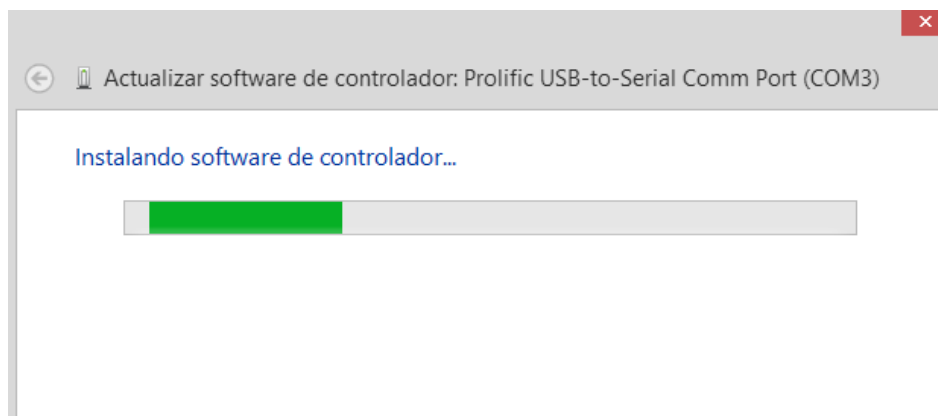 Actualizar software de controlador: Prolific USB-to-Serial Comm Port (COM3)
Instalando software de controlador...